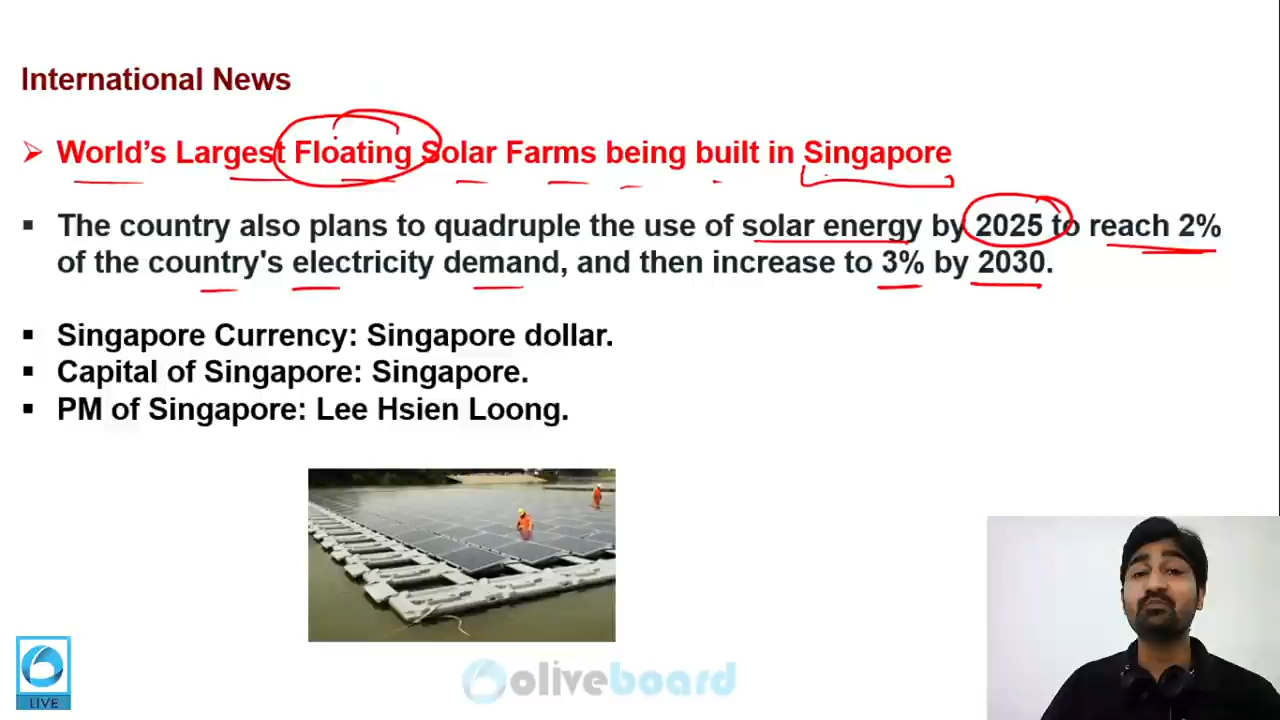 International News
➢ World's Largest Floating Solar Farms being built in Singapore
▪ The country also plans to quadruple the use of solar energy by 2025 to reach 2%
of the country's electricity demand, and then increase to 3% by 2030.
▪ Singapore Currency: Singapore dollar.
▪ Capital of Singapore: Singapore.
▪ PM of Singapore: Lee Hsien Loong.
oliveboard
LIVE